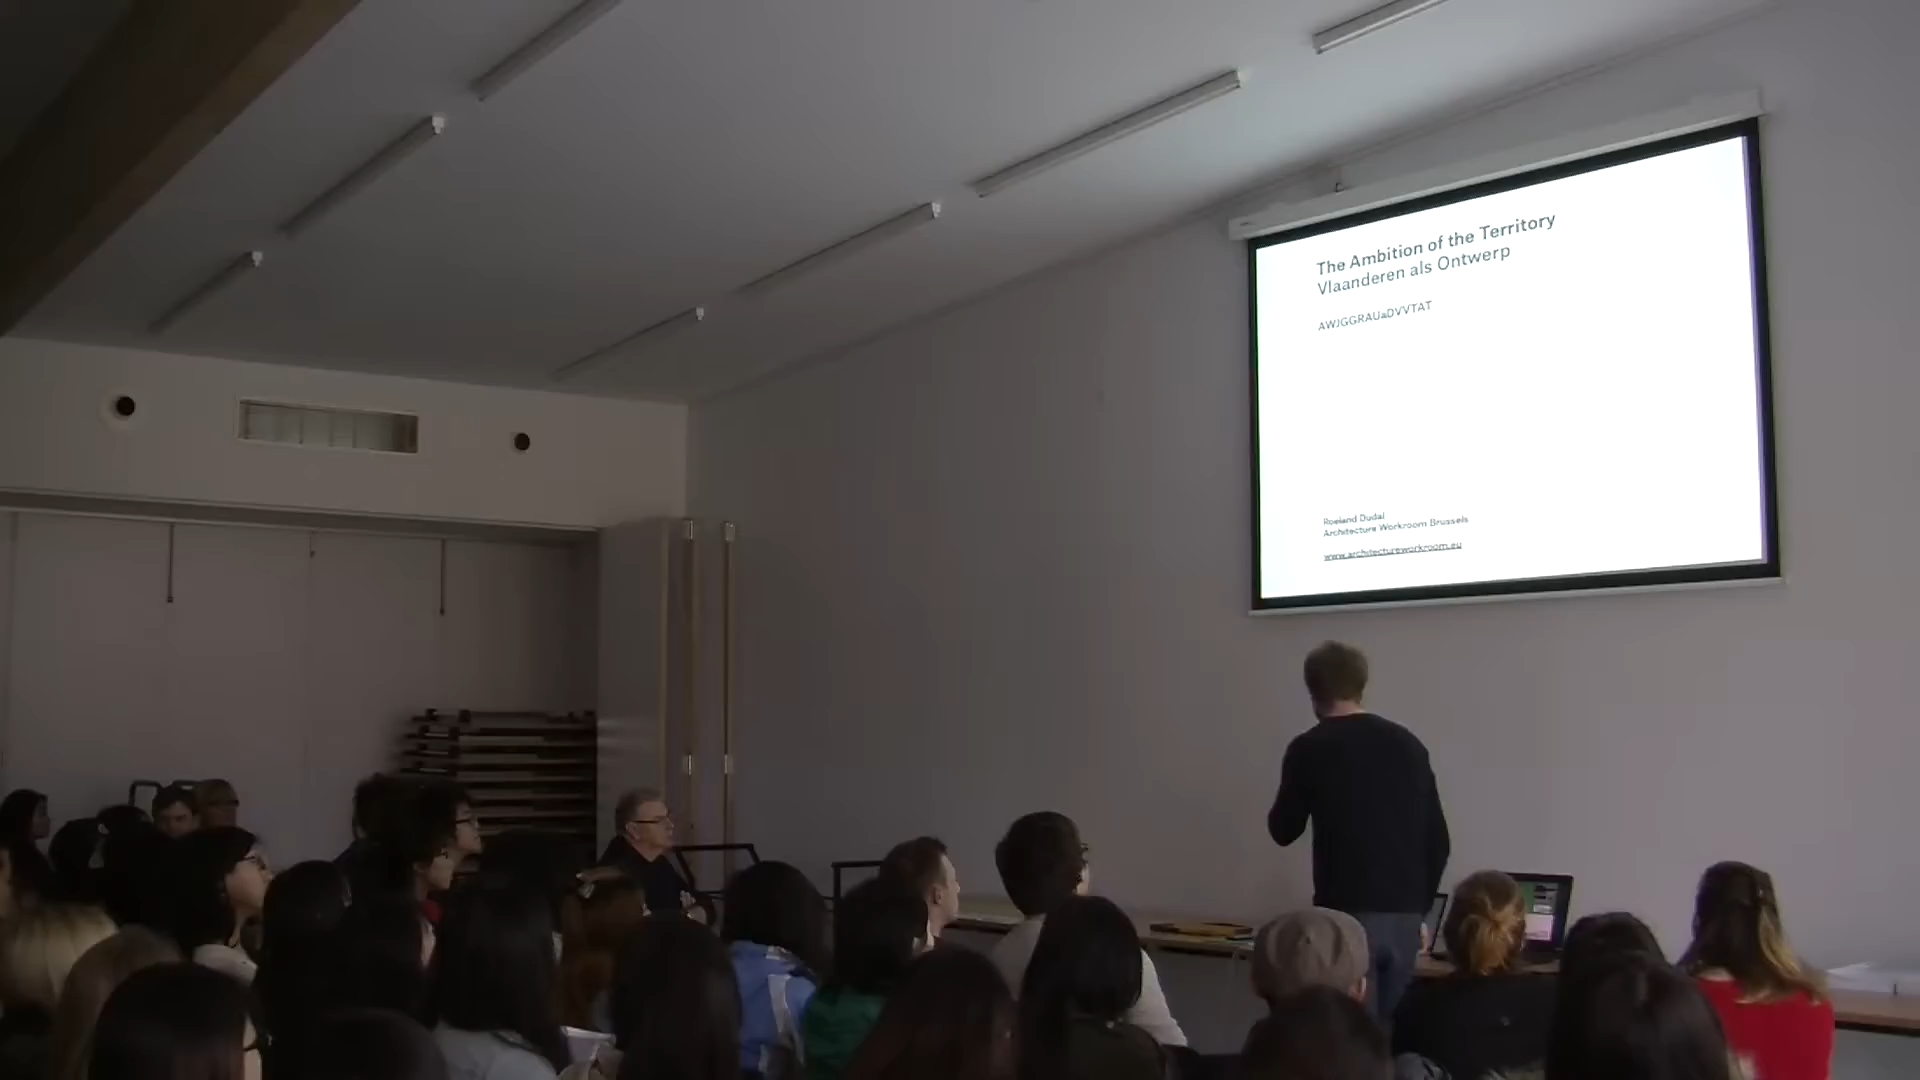 The Ambition of the Territory
Vlaanderen als Ontwerp
AWJGGRAUaDVVTAT
Roeland Dudal
Architecture Workroom Brussels
www.architectureworkroom.eu